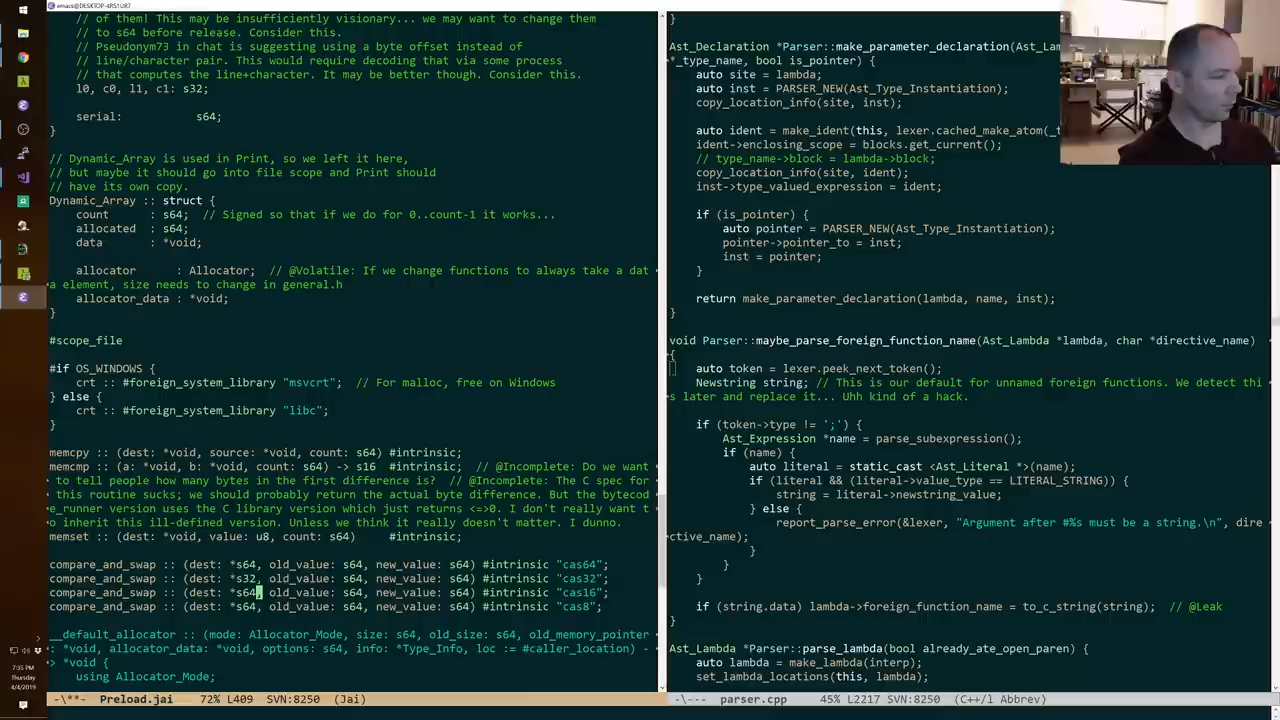 emacs@DESKTOP-4RS1UR7
of them! This may be insufficiently visionary... we may want to change them
// to s64 before release. Consider this.
// Pseudonym73 in chat is suggesting using a byte offset instead of
// line/character pair. This would require decoding that via some process
// that computes the line+character. It may be better though. Consider this.
l0, c0, l1, c1: s32;
serial: s64;
}
// Dynamic_Array is used in Print, so we left it here,
// but maybe it should go into file scope and Print should
// have its own copy.
Dynamic_Array :: struct {
count : s64; // Signed so that if we do for 0..count-1 it works...
allocated : s64;
data : *void;
allocator : Allocator; // @Volatile: If we change functions to always take a dat
a element, size needs to change in general.h
allocator_data : *void;
}
#scope_file
#if OS_WINDOWS {
crt :: #foreign_system_library "msvcrt"; // For malloc, free on Windows
} else {
crt :: #foreign_system_library "libc";
}
memcpy :: (dest: *void, source: *void, count: s64) #intrinsic;
memcmp :: (a: *void, b: *void, count: s64) -> s16 #intrinsic; // @Incomplete: Do we want
to tell people how many bytes in the first difference is? // @Incomplete: The C spec for
this routine sucks; we should probably return the actual byte difference. But the bytecod
e_runner version uses the C library version which just returns <=>0. I don't really want t
o inherit this ill-defined version. Unless we think it really doesn't matter. I dunno.
memset :: (dest: *void, value: u8, count: s64) #intrinsic;
compare_and_swap :: (dest: *s64, old_value: s64, new_value: s64) #intrinsic "cas64";
compare_and_swap :: (dest: *s32, old_value: s64, new_value: s64) #intrinsic "cas32";
compare_and_swap :: (dest: *s64, old_value: s64, new_value: s64) #intrinsic "cas16";
compare_and_swap :: (dest: *s64, old_value: s64, new_value: s64) #intrinsic "cas8";
__default_allocator :: (mode: Allocator_Mode, size: s64, old_size: s64, old_memory_pointer
: *void, allocator_data: *void, options: s64, info: *Type_Info, loc := #caller_location) -
> *void {
using Allocator_Mode;
-\**- Preload.jai 72% L409 SVN:8250 (Jai)
}
Ast_Declaration *Parser::make_parameter_declaration(Ast_La
*_type_name, bool is_pointer) {
auto site = lambda;
auto inst = PARSER_NEW(Ast_Type_Instantiation);
copy_location_info(site, inst);
auto ident = make_ident(this, lexer.cached_make_atom(_t
ident->enclosing_scope = blocks.get_current();
// type_name->block = lambda->block;
copy_location_info(site, ident);
inst->type_valued_expression = ident;
if (is_pointer) {
auto pointer = PARSER_NEW(Ast_Type_Instantiation);
pointer->pointer_to = inst;
inst = pointer;
}
return make_parameter_declaration(lambda, name, inst);
}
void Parser::maybe_parse_foreign_function_name(Ast_Lambda *lambda, char *directive_name)
{
auto token = lexer.peek_next_token();
Newstring string; // This is our default for unnamed foreign functions. We detect thi
s later and replace it... Uhh kind of a hack.
if (token->type != ';') {
Ast_Expression *name = parse_subexpression();
if (name) {
auto literal = static_cast <Ast_Literal *>(name);
if (literal && (literal->value_type == LITERAL_STRING)) {
string = literal->newstring_value;
} else {
report_parse_error(&lexer, "Argument after #%s must be a string.\n", dire
ctive_name);
}
}
}
if (string.data) lambda->foreign_function_name = to_c_string(string); // @Leak
}
Ast_Lambda *Parser::parse_lambda(bool already_ate_open_paren) {
auto lambda = make_lambda(interp);
set_lambda_locations(this, lambda);
-\--- parser.cpp 45% L2217 SVN:8250 (C++/l Abbrev)
7:35 PM
Thursday
4/4/2019